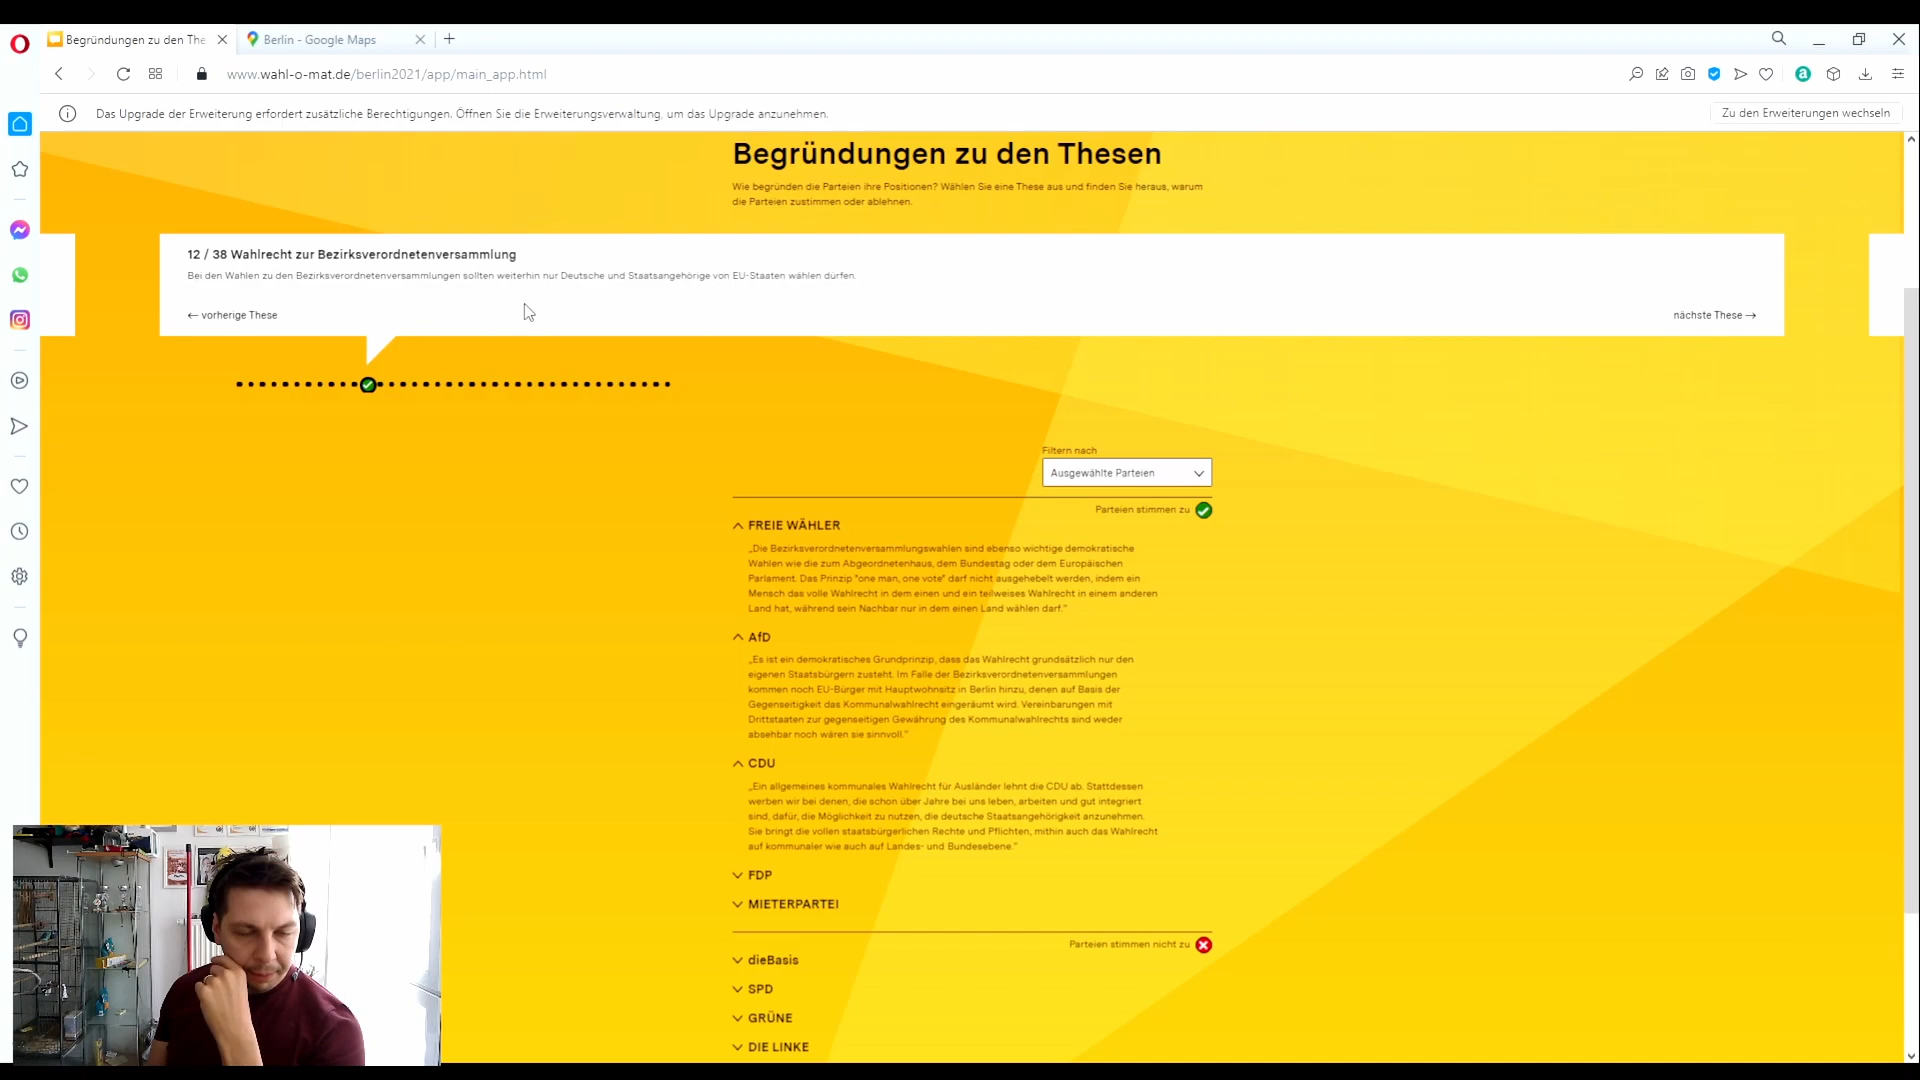 Begründungen zu den The
Berlin - Google Maps
www.wahl-o-mat.de/berlin2021/app/main_app.html
Das Upgrade der Erweiterung erfordert zusätzliche Berechtigungen. Öffnen Sie die Erweiterungsverwaltung, um das Upgrade anzunehmen.
Zu den Erweiterungen wechseln
Begründungen zu den Thesen
Wie begründen die Parteien ihre Positionen? Wählen Sie eine These aus und finden Sie heraus, warum
die Parteien zustimmen oder ablehnen.
12 / 38 Wahlrecht zur Bezirksverordnetenversammlung
Bei den Wahlen zu den Bezirksverordnetenversammlungen sollten weiterhin nur Deutsche und Staatsangehörige von EU-Staaten wählen dürfen.
← vorherige These
nächste These →
Filtern nach
Ausgewählte Parteien
Parteien stimmen zu
FREIE WÄHLER
„Die Bezirksverordnetenversammlungswahlen sind ebenso wichtige demokratische
Wahlen wie die zum Abgeordnetenhaus, dem Bundestag oder dem Europäischen
Parlament. Das Prinzip "one man, one vote" darf nicht ausgehebelt werden, indem ein
Mensch das volle Wahlrecht in dem einen und ein teilweises Wahlrecht in einem anderen
Land hat, während sein Nachbar nur in dem einen Land wählen darf.“
AfD
„Es ist ein demokratisches Grundprinzip, dass das Wahlrecht grundsätzlich nur den
eigenen Staatsbürgern zusteht. Im Falle der Bezirksverordnetenversammlungen
kommen noch EU-Bürger mit Hauptwohnsitz in Berlin hinzu, denen auf Basis der
Gegenseitigkeit das Kommunalwahlrecht eingeräumt wird. Vereinbarungen mit
Drittstaaten zur gegenseitigen Gewährung des Kommunalwahlrechts sind weder
absehbar noch wären sie sinnvoll.“
CDU
„Ein allgemeines kommunales Wahlrecht für Ausländer lehnt die CDU ab. Stattdessen
werben wir bei denen, die schon über Jahre bei uns leben, arbeiten und gut integriert
sind, dafür, die Möglichkeit zu nutzen, die deutsche Staatsangehörigkeit anzunehmen.
Sie bringt die vollen staatsbürgerlichen Rechte und Pflichten, mithin auch das Wahlrecht
auf kommunaler wie auch auf Landes- und Bundesebene.“
FDP
MIETERPARTEI
Parteien stimmen nicht zu
dieBasis
SPD
GRÜNE
DIE LINKE